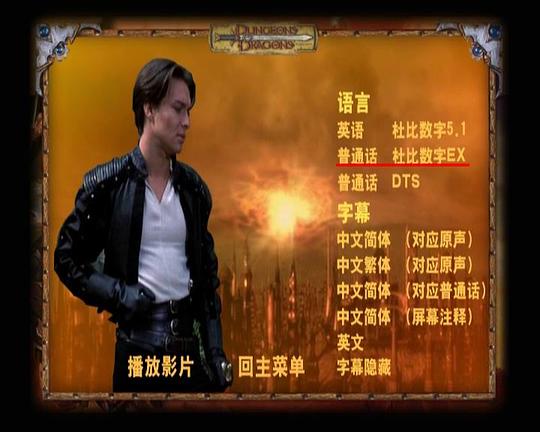 DUNGEONS
DRAGONS
语言
英语 杜比数字5.1
普通话 杜比数字EX
普通话 DTS
字幕
中文简体 (对应原声)
中文繁体 (对应原声)
中文简体 (对应普通话)
中文简体 (屏幕注释)
英文
字幕隐藏
播放影片 回主菜单